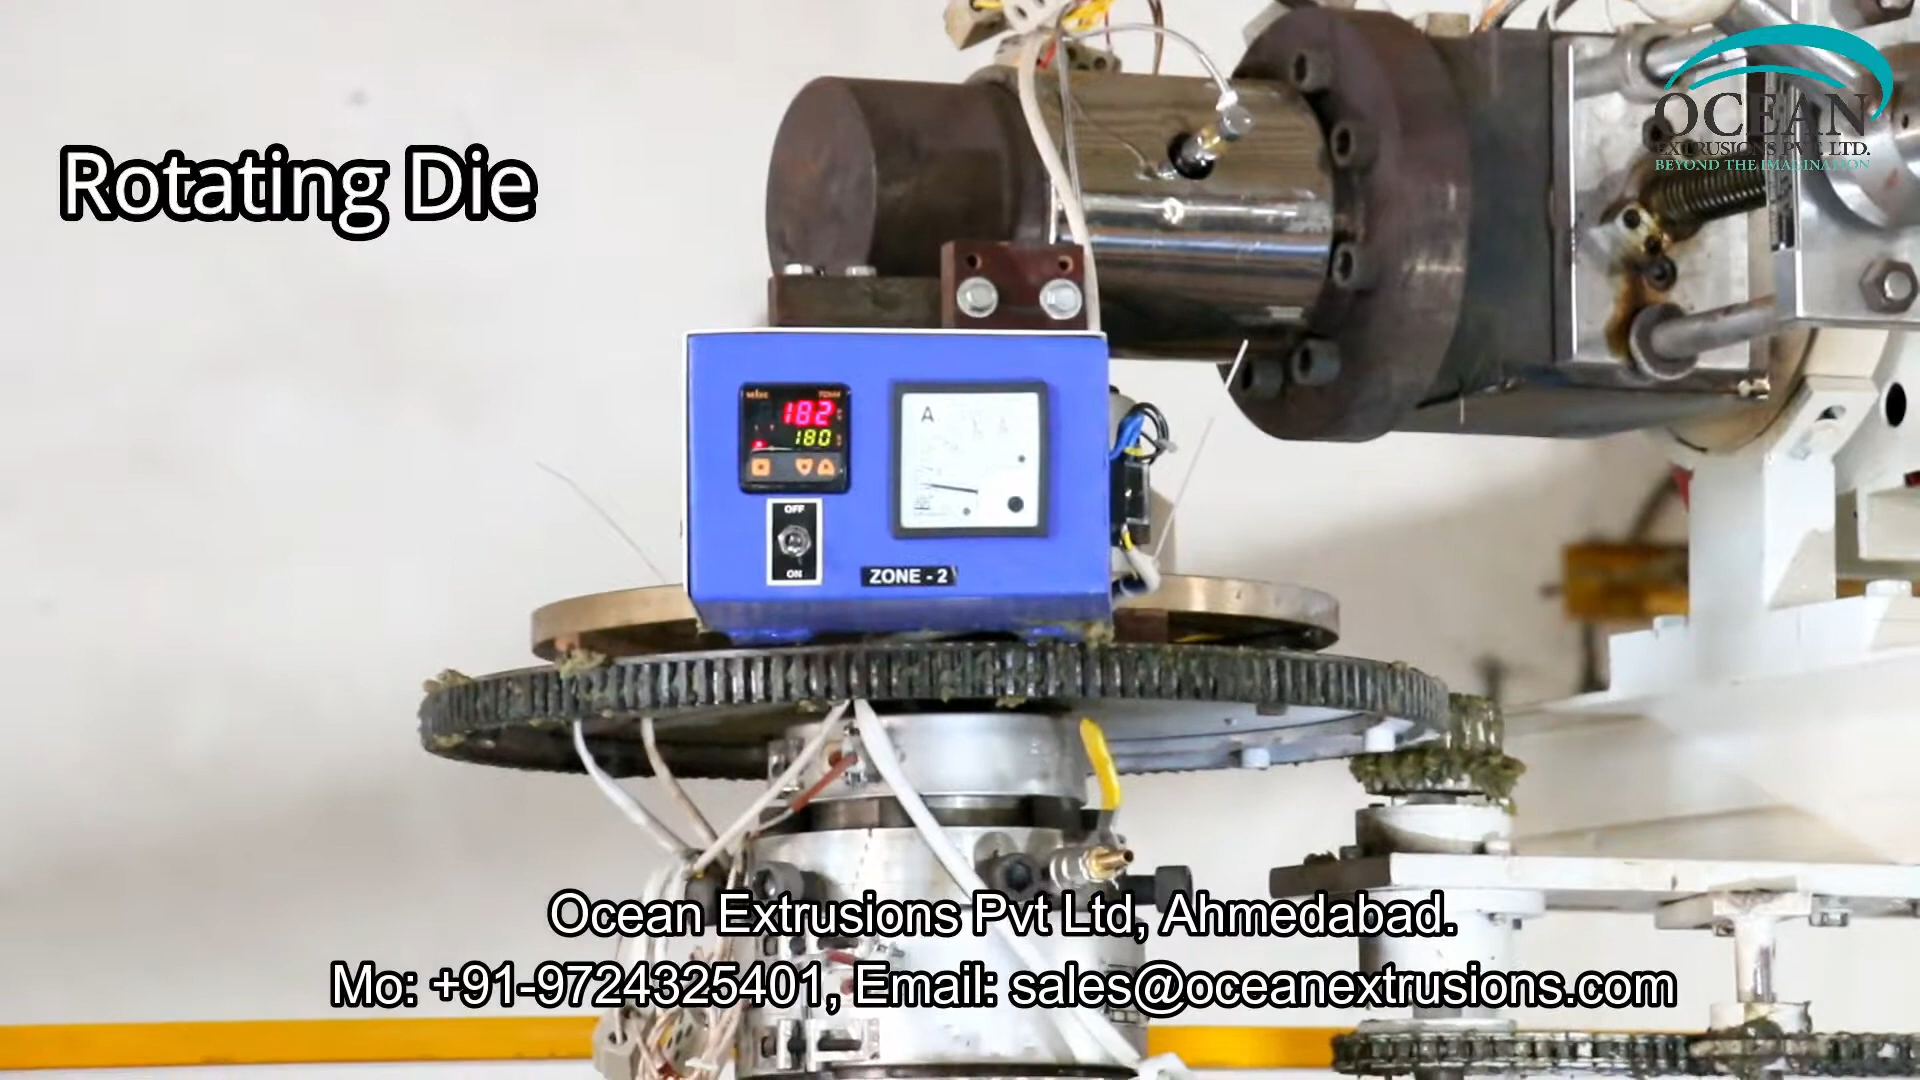 Rotating Die
OCEAN
EXTRUSIONS PVT. LTD.
BEYOND THE IMAGINATION
selec
182
180
A
OFF
ON
ZONE - 2
Ocean Extrusions Pvt Ltd, Ahmedabad.
Mo: +91-9724325401, Email: sales@oceanextrusions.com